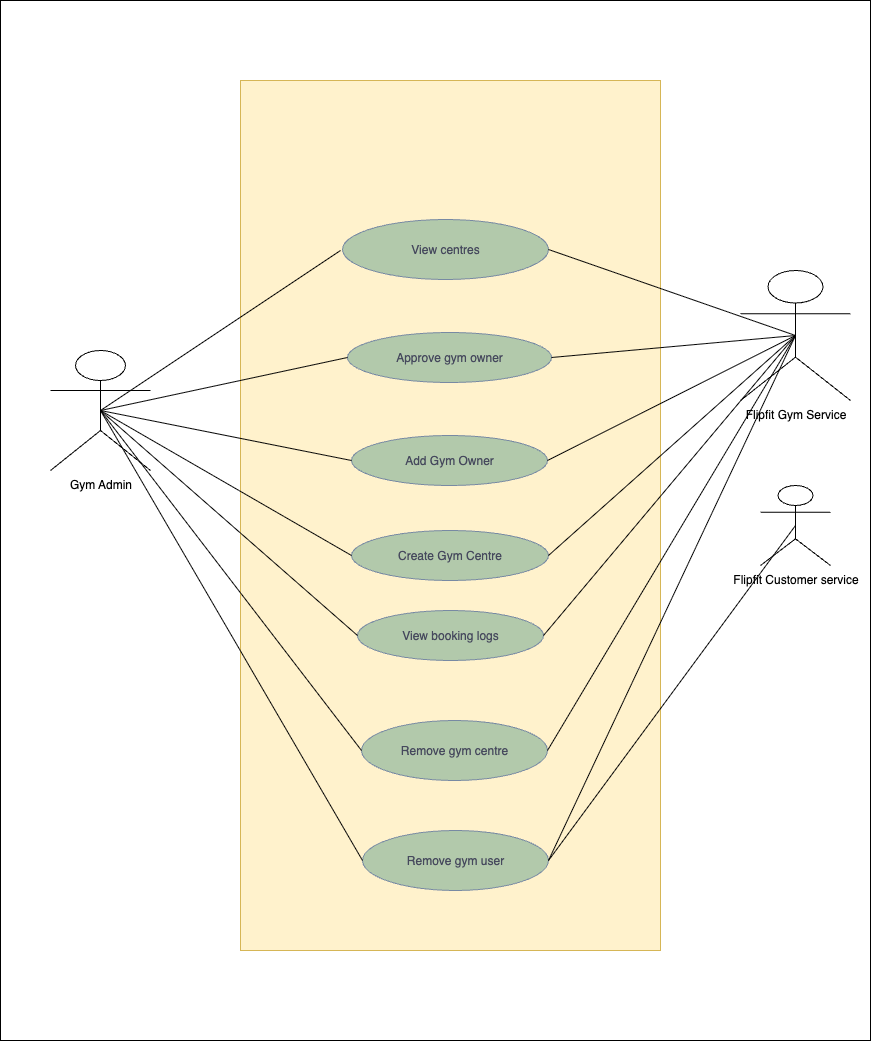 View centres
Approve gym owner
Flipfit Gym Service
Add Gym Owner
Gym Admin
Create Gym Centre
Flipfit Customer service
View booking logs
Remove gym centre
Remove gym user